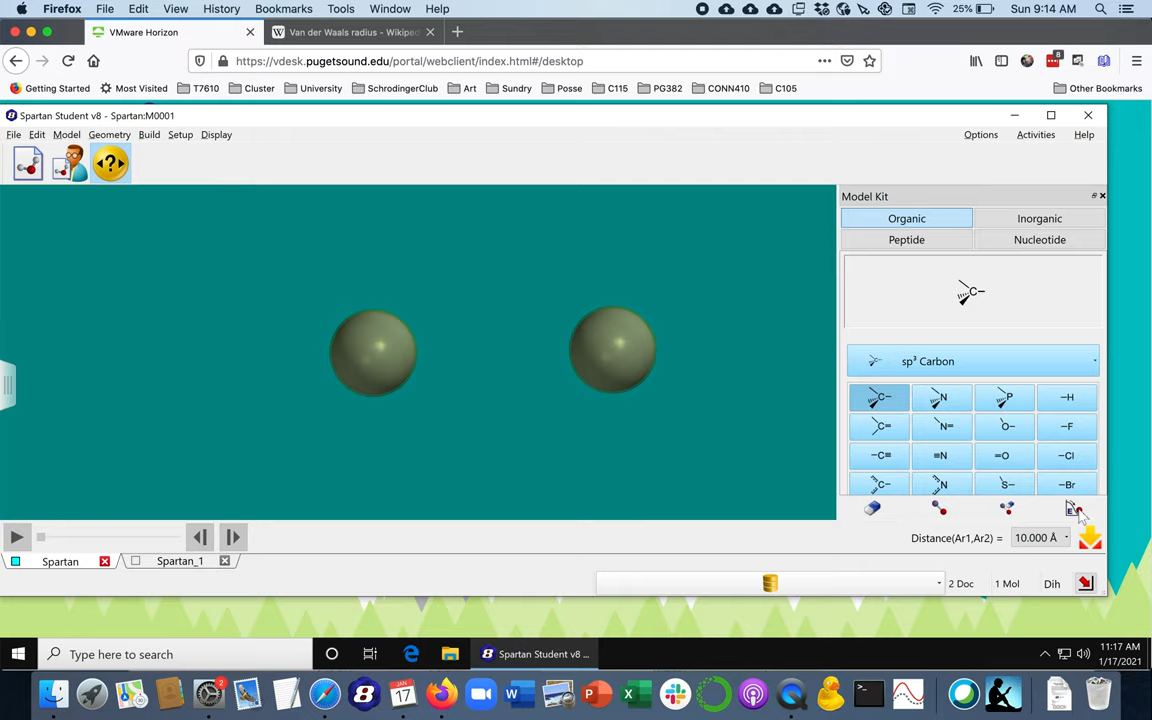 Firefox File Edit View History Bookmarks Tools Window Help 25% Sun 9:14 AM
VMware Horizon Van der Waals radius - Wikiped
https://vdesk.pugetsound.edu/portal/webclient/index.html#/desktop 8
Getting Started Most Visited T7610 Cluster University SchrodingerClub Art Sundry Posse C115 PG382 CONN410 C105 Other Bookmarks
Spartan Student v8 - Spartan:M0001
File Edit Model Geometry Build Setup Display Options Activities Help
Model Kit
Organic Inorganic
Peptide Nucleotide
C
sp³ Carbon
C N P -H
C= N= O- -F
-C≡ ≡N =O -Cl
C- N S- -Br
Distance(Ar1,Ar2) = 10.000 Å
Spartan Spartan_1
2 Doc 1 Mol Dih
Type here to search Spartan Student v8 ... 11:17 AM
1/17/2021
2 8 JAN 17 W P X